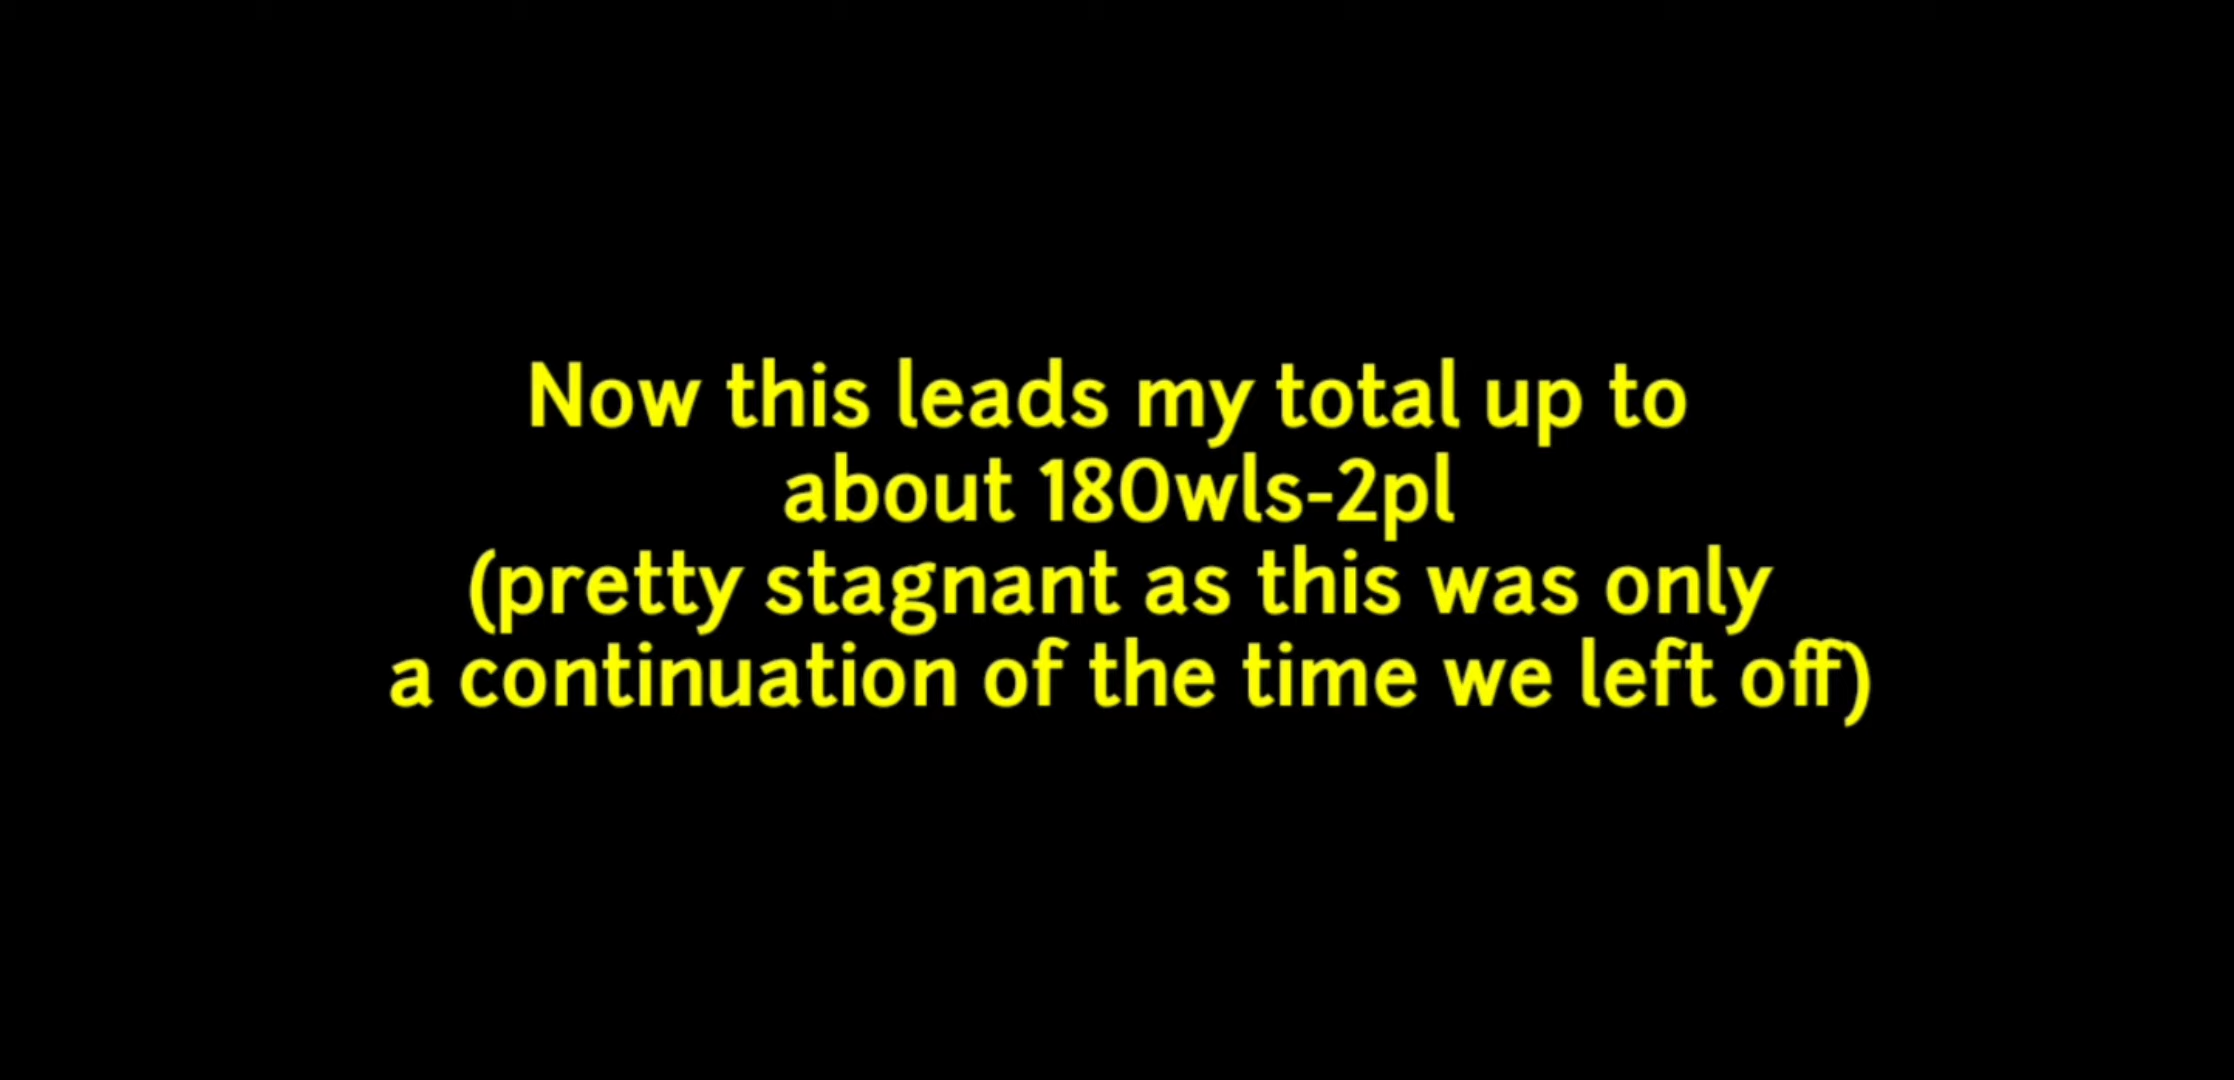 Now this leads my total up to
about 180wls-2pl
(pretty stagnant as this was only
a continuation of the time we left off)